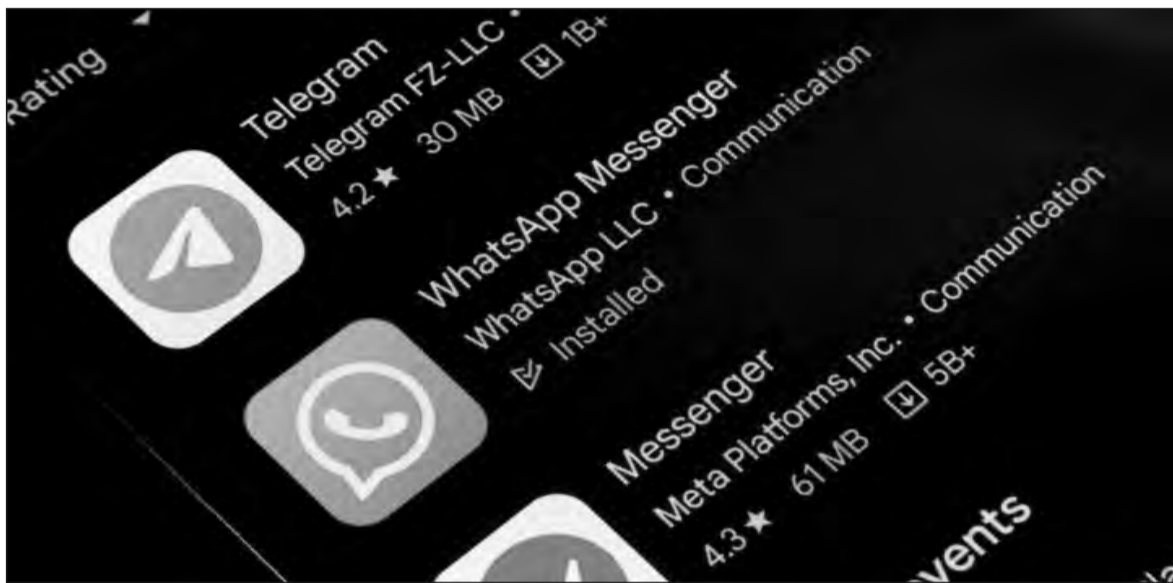 Rating
Telegram
Telegram FZ-LLC •
4.2★ 30 MB 1B+
WhatsApp Messenger
WhatsApp LLC • Communication
Installed
Messenger
Meta Platforms, Inc. • Communication
4.3★ 61 MB 5B+